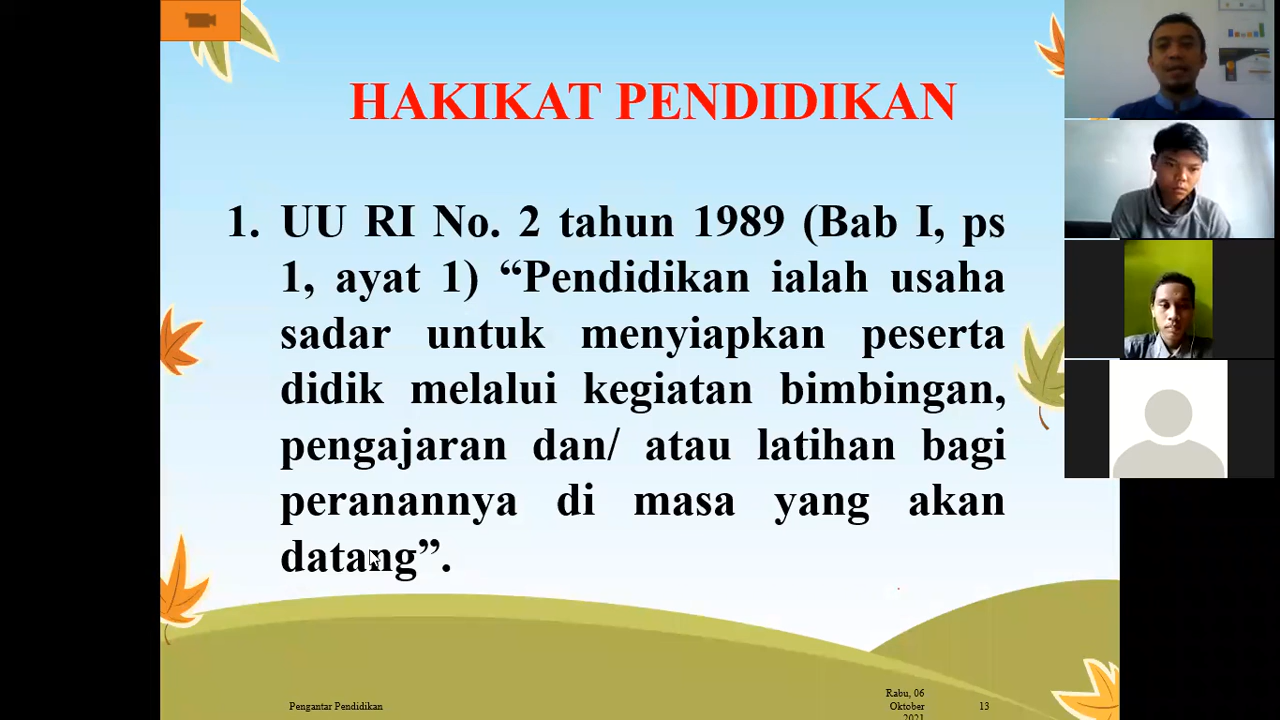 HAKIKAT PENDIDIKAN
1. UU RI No. 2 tahun 1989 (Bab I, ps
1, ayat 1) “Pendidikan ialah usaha
sadar untuk menyiapkan peserta
didik melalui kegiatan bimbingan,
pengajaran dan/ atau latihan bagi
peranannya di masa yang akan
datang”.
Pengantar Pendidikan
Rabu, 06
Oktober
2021
13